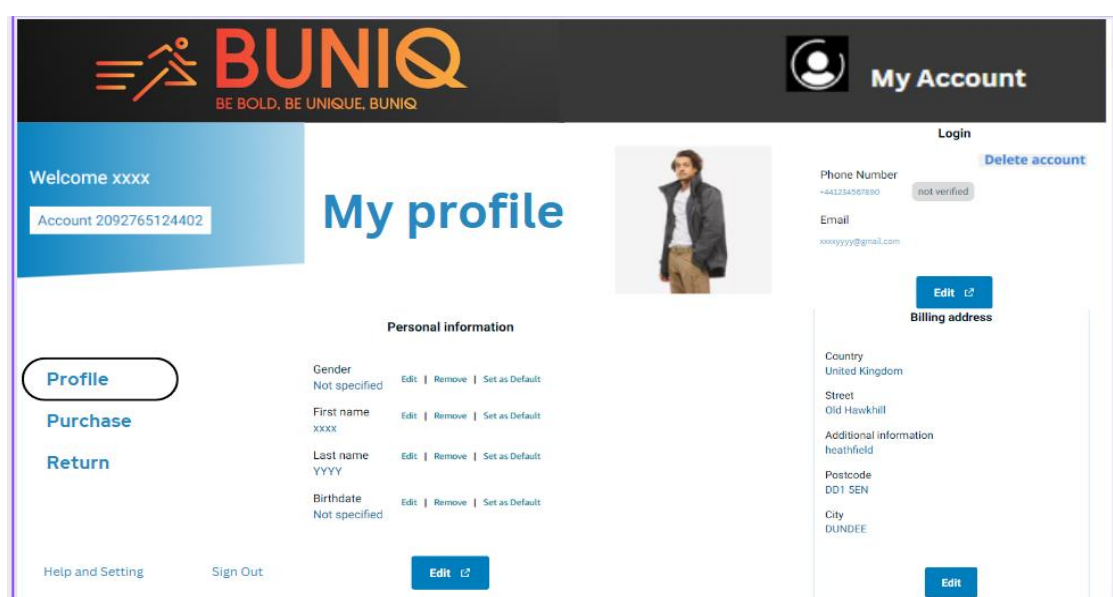 BUNIQ
BE BOLD, BE UNIQUE, BUNIQ
My Account
Welcome xxxx
Account 2092765124402
My profile
Login
Delete account
Phone Number
+441234567890
not verified
Email
xxxxyyyy@gmail.com
Edit
Profile
Purchase
Return
Help and Setting
Sign Out
Personal information
Gender
Not specified
Edit | Remove | Set as Default
First name
xxxx
Edit | Remove | Set as Default
Last name
YYYY
Edit | Remove | Set as Default
Birthdate
Not specified
Edit | Remove | Set as Default
Edit
Billing address
Country
United Kingdom
Street
Old Hawkhill
Additional information
heathfield
Postcode
DD1 5EN
City
DUNDEE
Edit